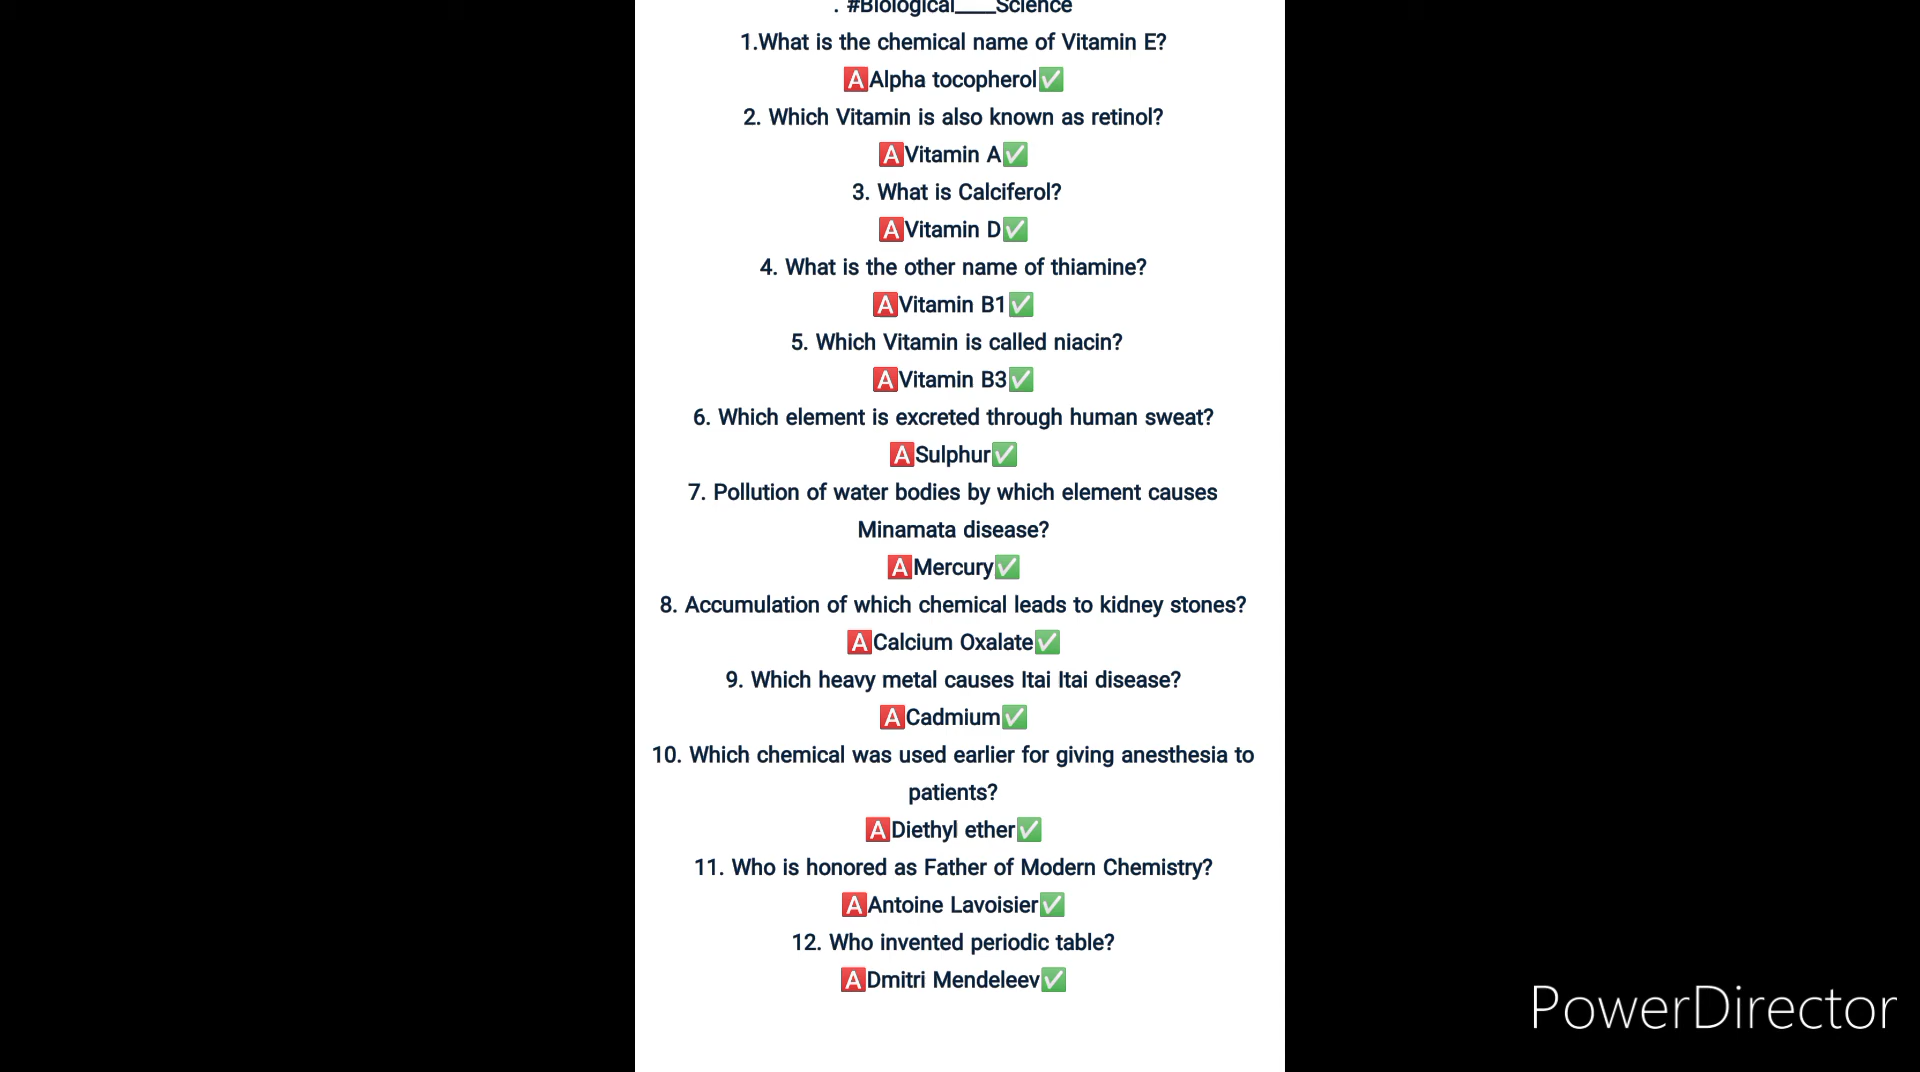 . #Biological____Science
1.What is the chemical name of Vitamin E?
🅰Alpha tocopherol✅
2. Which Vitamin is also known as retinol?
🅰Vitamin A✅
3. What is Calciferol?
🅰Vitamin D✅
4. What is the other name of thiamine?
🅰Vitamin B1✅
5. Which Vitamin is called niacin?
🅰Vitamin B3✅
6. Which element is excreted through human sweat?
🅰Sulphur✅
7. Pollution of water bodies by which element causes
Minamata disease?
🅰Mercury✅
8. Accumulation of which chemical leads to kidney stones?
🅰Calcium Oxalate✅
9. Which heavy metal causes Itai Itai disease?
🅰Cadmium✅
10. Which chemical was used earlier for giving anesthesia to
patients?
🅰Diethyl ether✅
11. Who is honored as Father of Modern Chemistry?
🅰Antoine Lavoisier✅
12. Who invented periodic table?
🅰Dmitri Mendeleev✅
PowerDirector